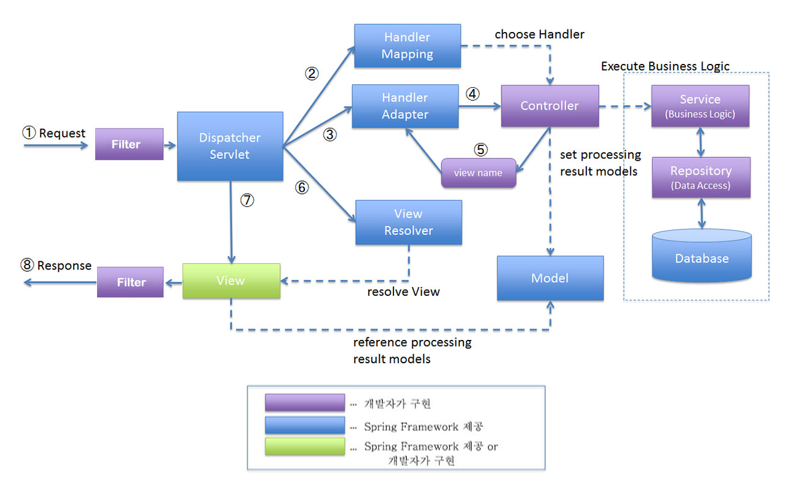 Handler
Mapping
choose Handler
②
Execute Business Logic
Handler
Adapter
④
Controller
Service
(Business Logic)
① Request
Filter
Dispatcher
Servlet
③
⑤
view name
set processing
result models
Repository
(Data Access)
⑥
⑦
View
Resolver
Database
⑧ Response
Filter
View
resolve View
Model
reference processing
result models
... 개발자가 구현
... Spring Framework 제공
... Spring Framework 제공 or
개발자가 구현